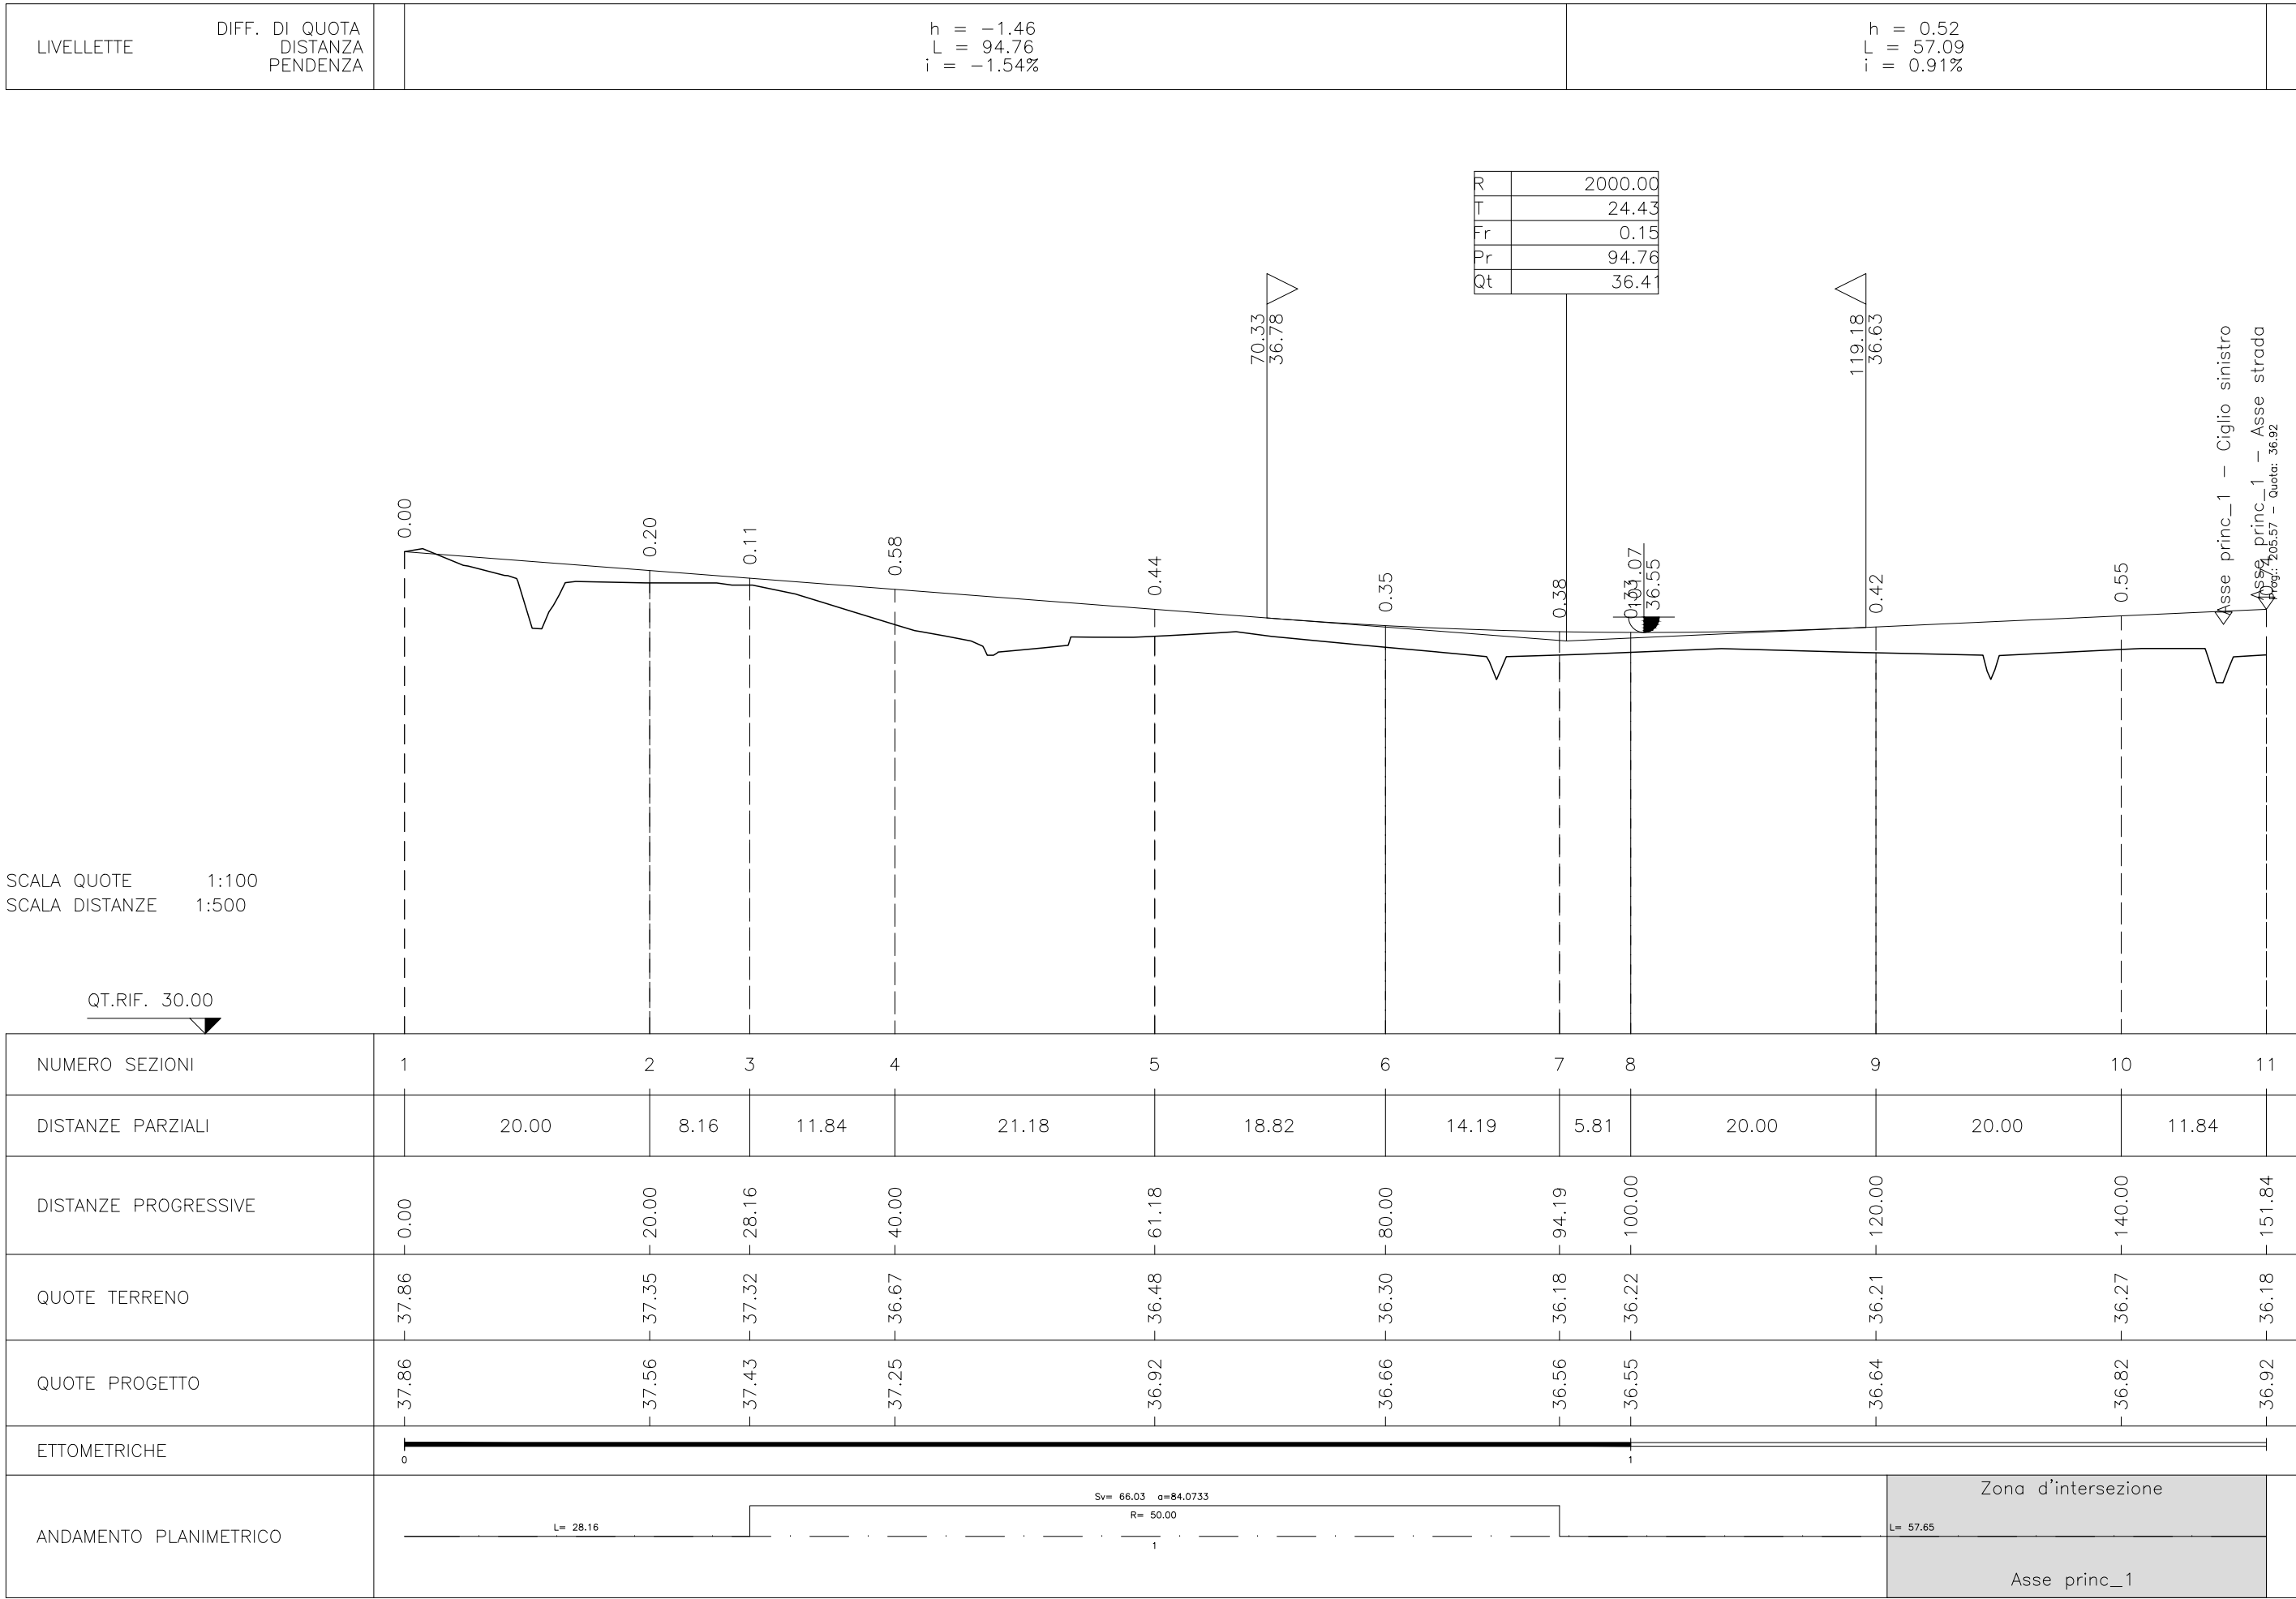 LIVELLETTE
DIFF. DI QUOTA
DISTANZA
PENDENZA
h = −1.46
L = 94.76
i = −1.54%
h = 0.52
L = 57.09
i = 0.91%
R 2000.00
T 24.43
Fr 0.15
Pr 94.76
Qt 36.41
70.33
36.78
119.18
36.63
Asse princ_1 − Ciglio sinistro
Asse princ_1 − Asse strada
Prog.: 205.57 − Quota: 36.92
0.00
0.20
0.11
0.58
0.44
0.35
0.38
0.33
101.07
36.55
0.42
0.55
0.74
SCALA QUOTE 1:100
SCALA DISTANZE 1:500
QT.RIF. 30.00
NUMERO SEZIONI 1 2 3 4 5 6 7 8 9 10 11
DISTANZE PARZIALI 20.00 8.16 11.84 21.18 18.82 14.19 5.81 20.00 20.00 11.84
DISTANZE PROGRESSIVE 0.00 20.00 28.16 40.00 61.18 80.00 94.19 100.00 120.00 140.00 151.84
QUOTE TERRENO 37.86 37.35 37.32 36.67 36.48 36.30 36.18 36.22 36.21 36.27 36.18
QUOTE PROGETTO 37.86 37.56 37.43 37.25 36.92 36.66 36.56 36.55 36.64 36.82 36.92
ETTOMETRICHE 0 1
ANDAMENTO PLANIMETRICO
L= 28.16
Sv= 66.03 a=84.0733
R= 50.00
1
L= 57.65
Zona d'intersezione
Asse princ_1